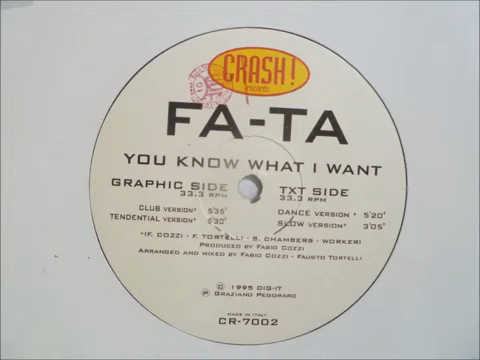 CRASH!
records
FA-TA
YOU KNOW WHAT I WANT
GRAPHIC SIDE
33.3 RPM
CLUB VERSION* 5'35"
TENDENTIAL VERSION* 5'30"
TXT SIDE
33.3 RPM
DANCE VERSION * 5'20"
SLOW VERSION* 3'05"
*(F. COZZI - F. TORTELLI - S. CHAMBERS - WORKER)
PRODUCED BY FABIO COZZI
ARRANGED AND MIXED BY FABIO COZZI - FAUSTO TORTELLI
© 1995 DIG-IT
℗ GRAZIANO PEGORARO
MADE IN ITALY
CR-7002